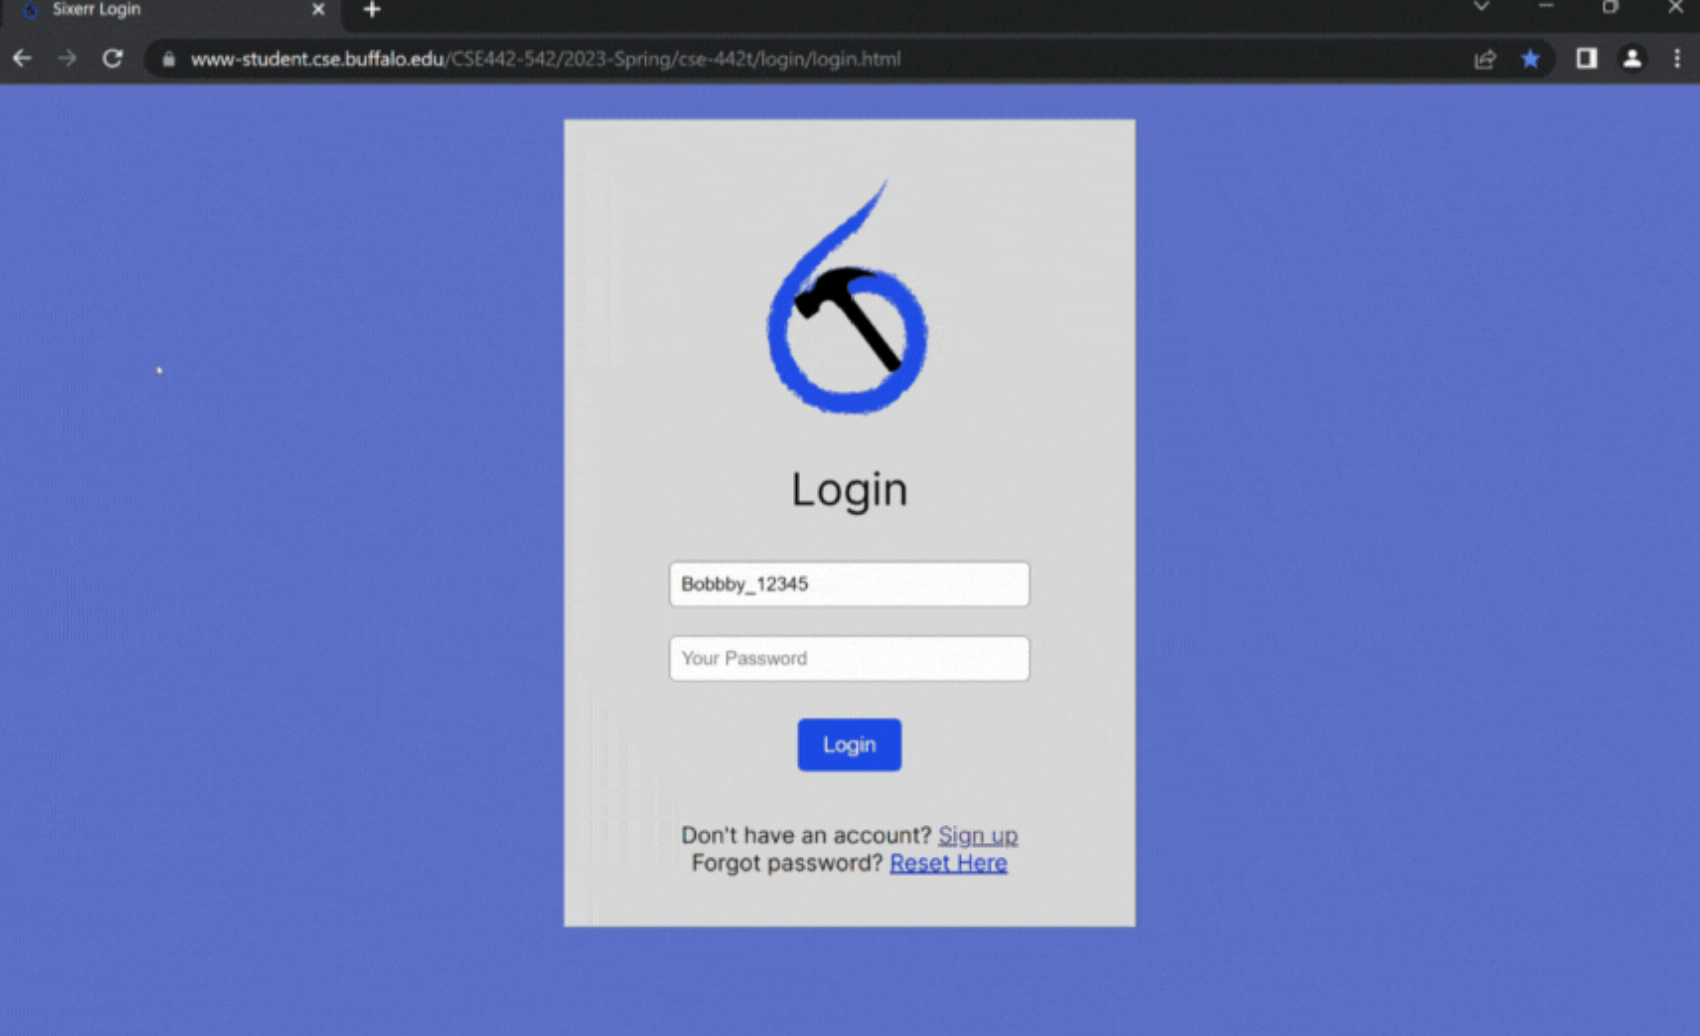 Sixerr Login
www-student.cse.buffalo.edu/CSE442-542/2023-Spring/cse-442t/login/login.html
Login
Bobbby_12345
Your Password
Login
Don't have an account? Sign up
Forgot password? Reset Here